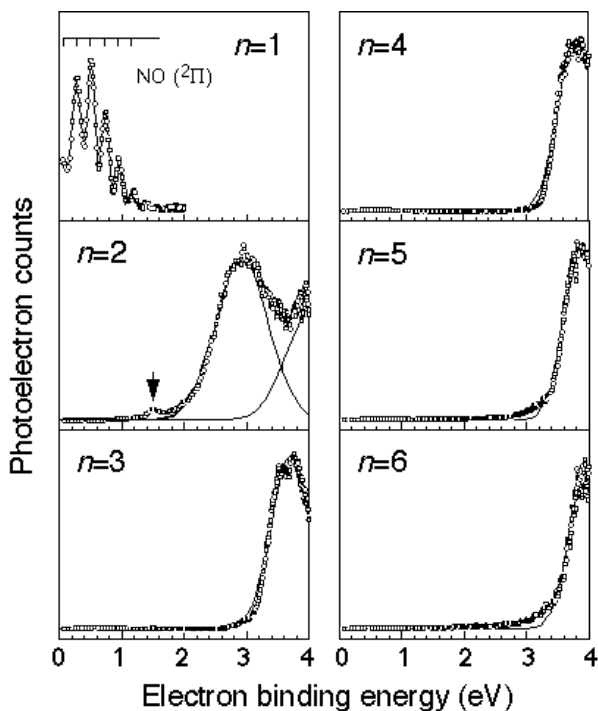 n=1
NO (²Π)
n=2
n=3
n=4
n=5
n=6
Photoelectron counts
0 1 2 3 4
0 1 2 3 4
Electron binding energy (eV)